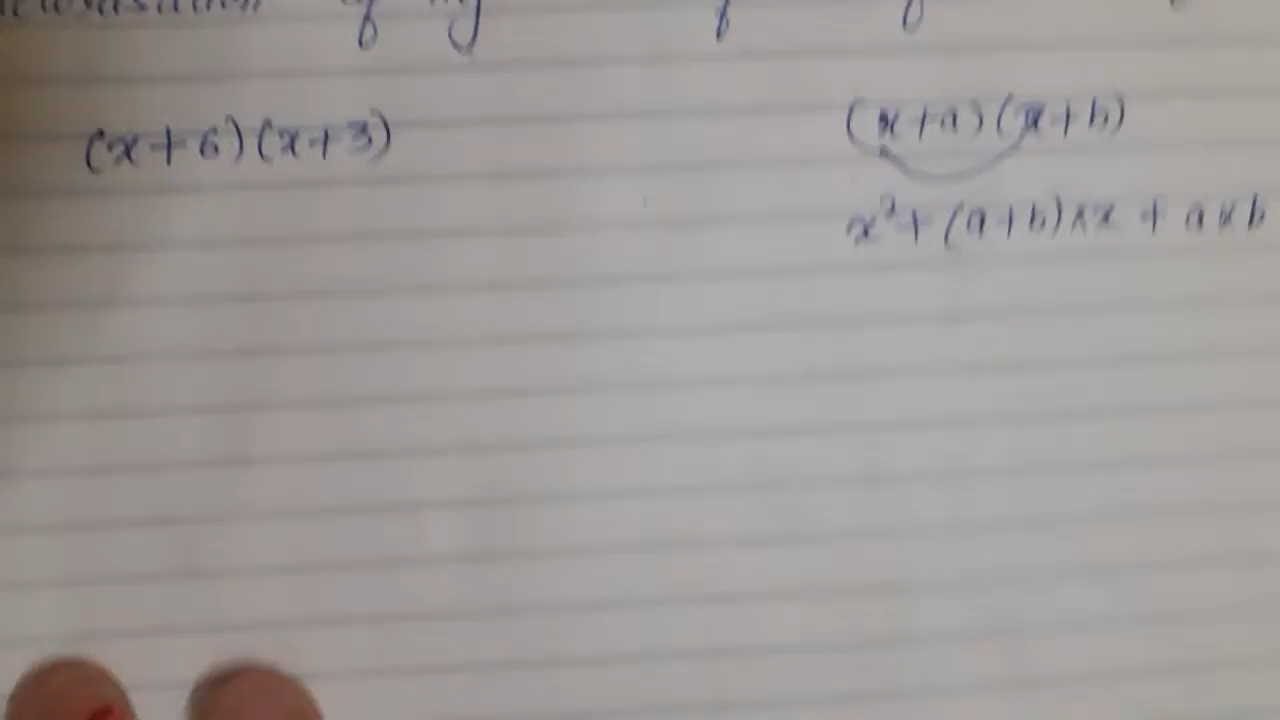 (x+6)(x+3)
(x+a)(x+b)
x²+(a+b)×x + a×b